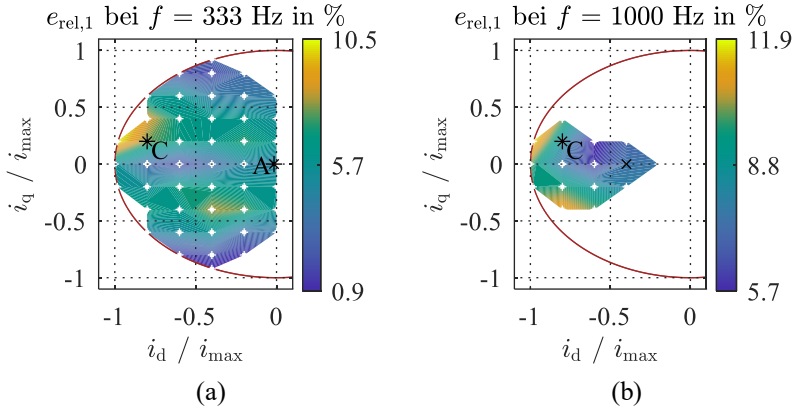 e_rel,1 bei f = 333 Hz in %
e_rel,1 bei f = 1000 Hz in %
1
0.5
0
-0.5
-1
i_q / i_max
-1
-0.5
0
i_d / i_max
C
A
10.5
5.7
0.9
1
0.5
0
-0.5
-1
i_q / i_max
-1
-0.5
0
i_d / i_max
C
11.9
8.8
5.7
(a)
(b)